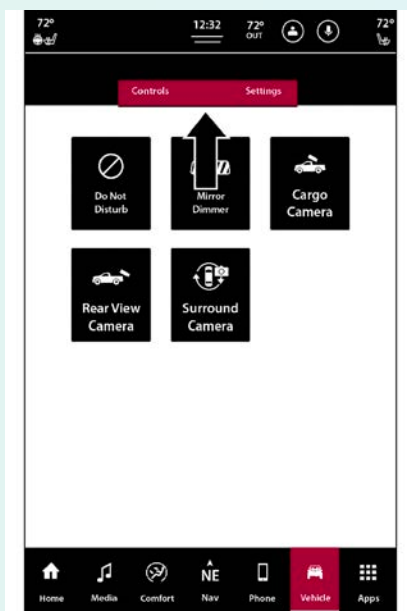 72° 12:32 72° 72°
OUT
Controls Settings
Do Not Mirror Cargo
Disturb Dimmer Camera
Rear View Surround
Camera Camera
NE
Home Media Comfort Nav Phone Vehicle Apps